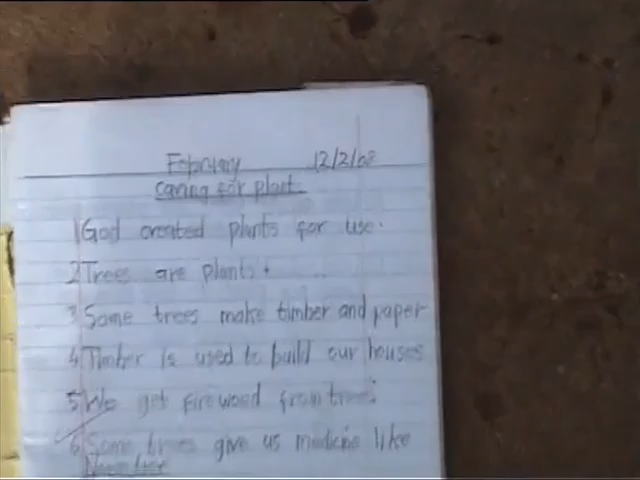 February 12/2/08
Caring for plant
1 God created plants for use.
2 Trees are plants.
3 Some trees make timber and paper
4 Timber is used to build our houses
5 We get firewood from trees
6 Some trees give us medicine like